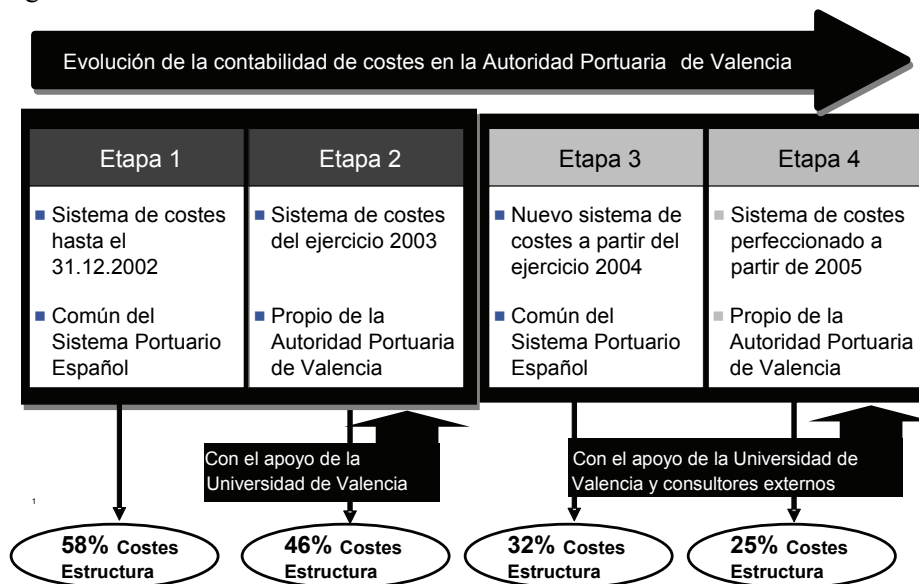 Evolución de la contabilidad de costes en la Autoridad Portuaria de Valencia
Etapa 1
Sistema de costes
hasta el
31.12.2002
Común del
Sistema Portuario
Español
Etapa 2
Sistema de costes
del ejercicio 2003
Propio de la
Autoridad Portuaria
de Valencia
Etapa 3
Nuevo sistema de
costes a partir del
ejercicio 2004
Común del
Sistema Portuario
Español
Etapa 4
Sistema de costes
perfeccionado a
partir de 2005
Propio de la
Autoridad Portuaria
de Valencia
Con el apoyo de la
Universidad de Valencia
Con el apoyo de la Universidad de
Valencia y consultores externos
1
58% Costes
Estructura
46% Costes
Estructura
32% Costes
Estructura
25% Costes
Estructura